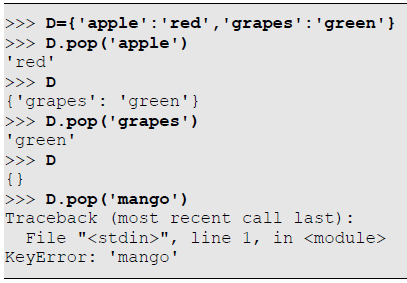 >>> D={'apple':'red','grapes':'green'}
>>> D.pop('apple')
'red'
>>> D
{'grapes': 'green'}
>>> D.pop('grapes')
'green'
>>> D
{}
>>> D.pop('mango')
Traceback (most recent call last):
  File "<stdin>", line 1, in <module>
KeyError: 'mango'